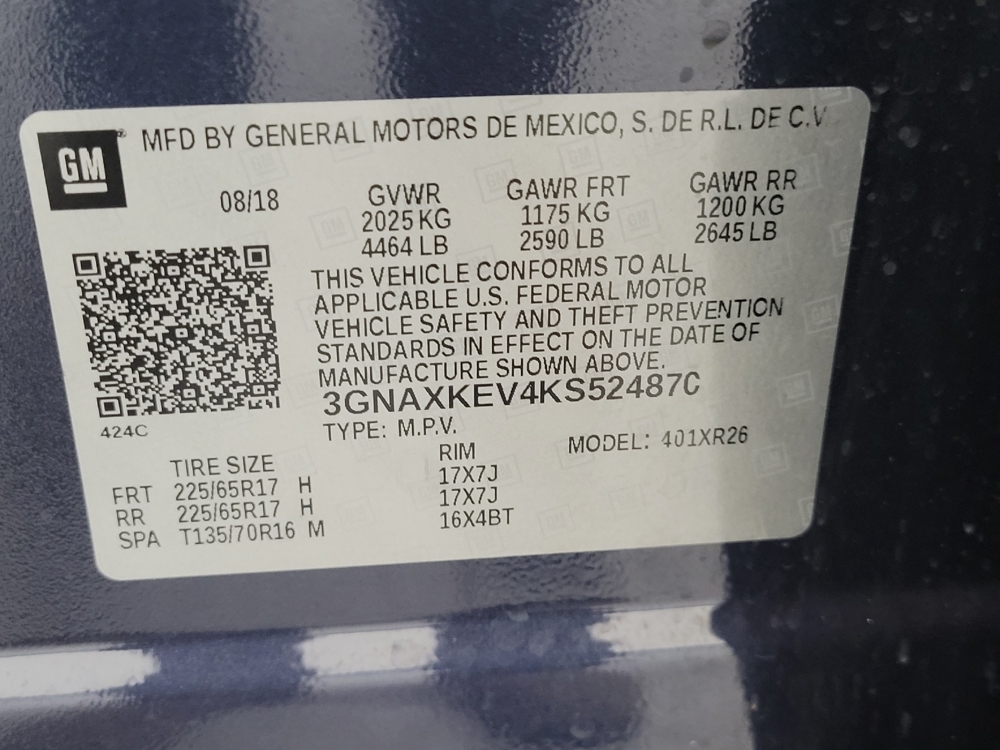 GM
MFD BY GENERAL MOTORS DE MEXICO, S. DE R.L. DE C.V
08/18
GVWR
2025 KG
4464 LB
GAWR FRT
1175 KG
2590 LB
GAWR RR
1200 KG
2645 LB
THIS VEHICLE CONFORMS TO ALL
APPLICABLE U.S. FEDERAL MOTOR
VEHICLE SAFETY AND THEFT PREVENTION
STANDARDS IN EFFECT ON THE DATE OF
MANUFACTURE SHOWN ABOVE.
3GNAXKEV4KS52487C
424C
TYPE: M.P.V.
MODEL: 401XR26
TIRE SIZE RIM
FRT 225/65R17 H 17X7J
RR 225/65R17 H 17X7J
SPA T135/70R16 M 16X4BT